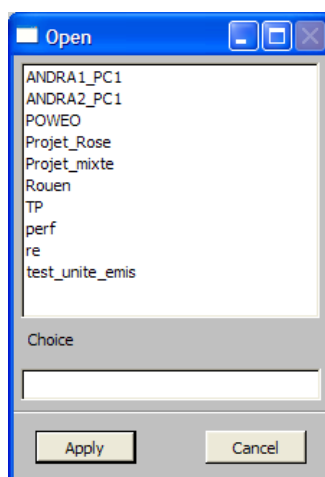 Open
ANDRA1_PC1
ANDRA2_PC1
POWEO
Projet_Rose
Projet_mixte
Rouen
TP
perf
re
test_unite_emis
Choice
Apply Cancel